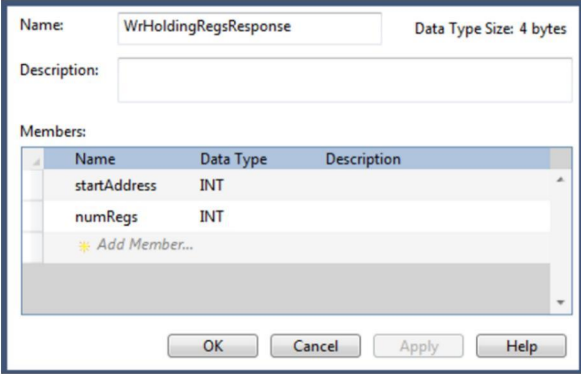 Name: WrHoldingRegsResponse Data Type Size: 4 bytes
Description:
Members:
Name Data Type Description
startAddress INT
numRegs INT
Add Member...
OK Cancel Apply Help